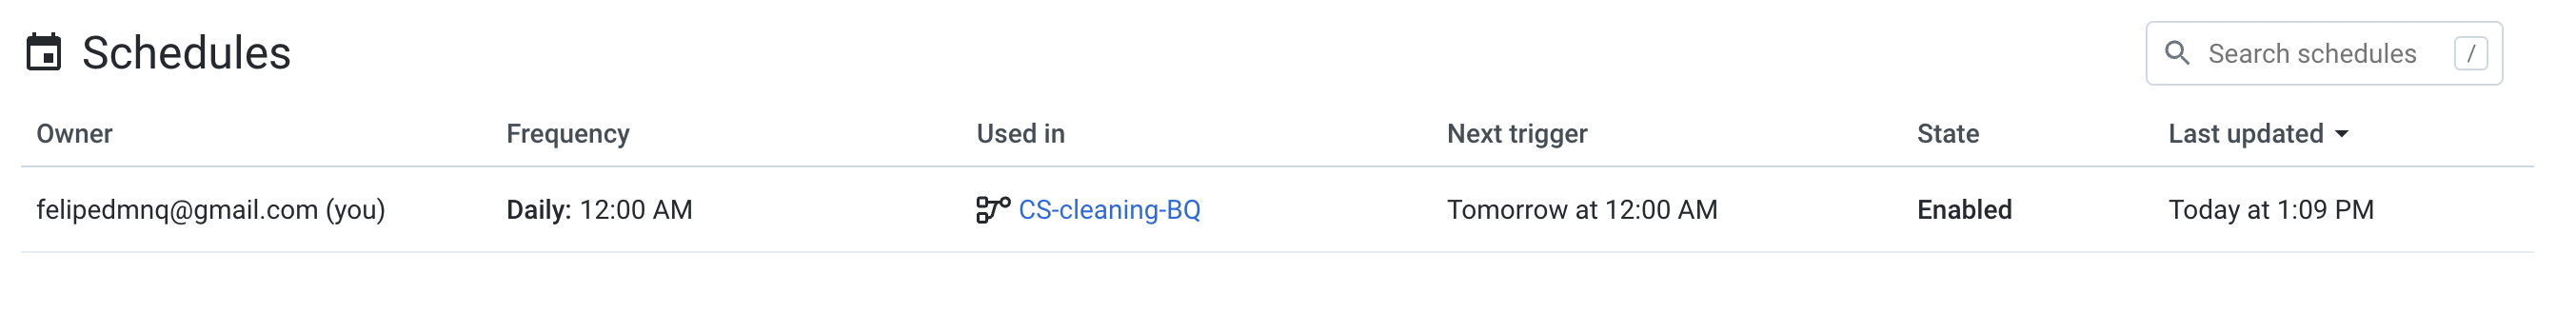 Schedules
Search schedules /
Owner Frequency Used in Next trigger State Last updated
felipedmnq@gmail.com (you) Daily: 12:00 AM CS-cleaning-BQ Tomorrow at 12:00 AM Enabled Today at 1:09 PM